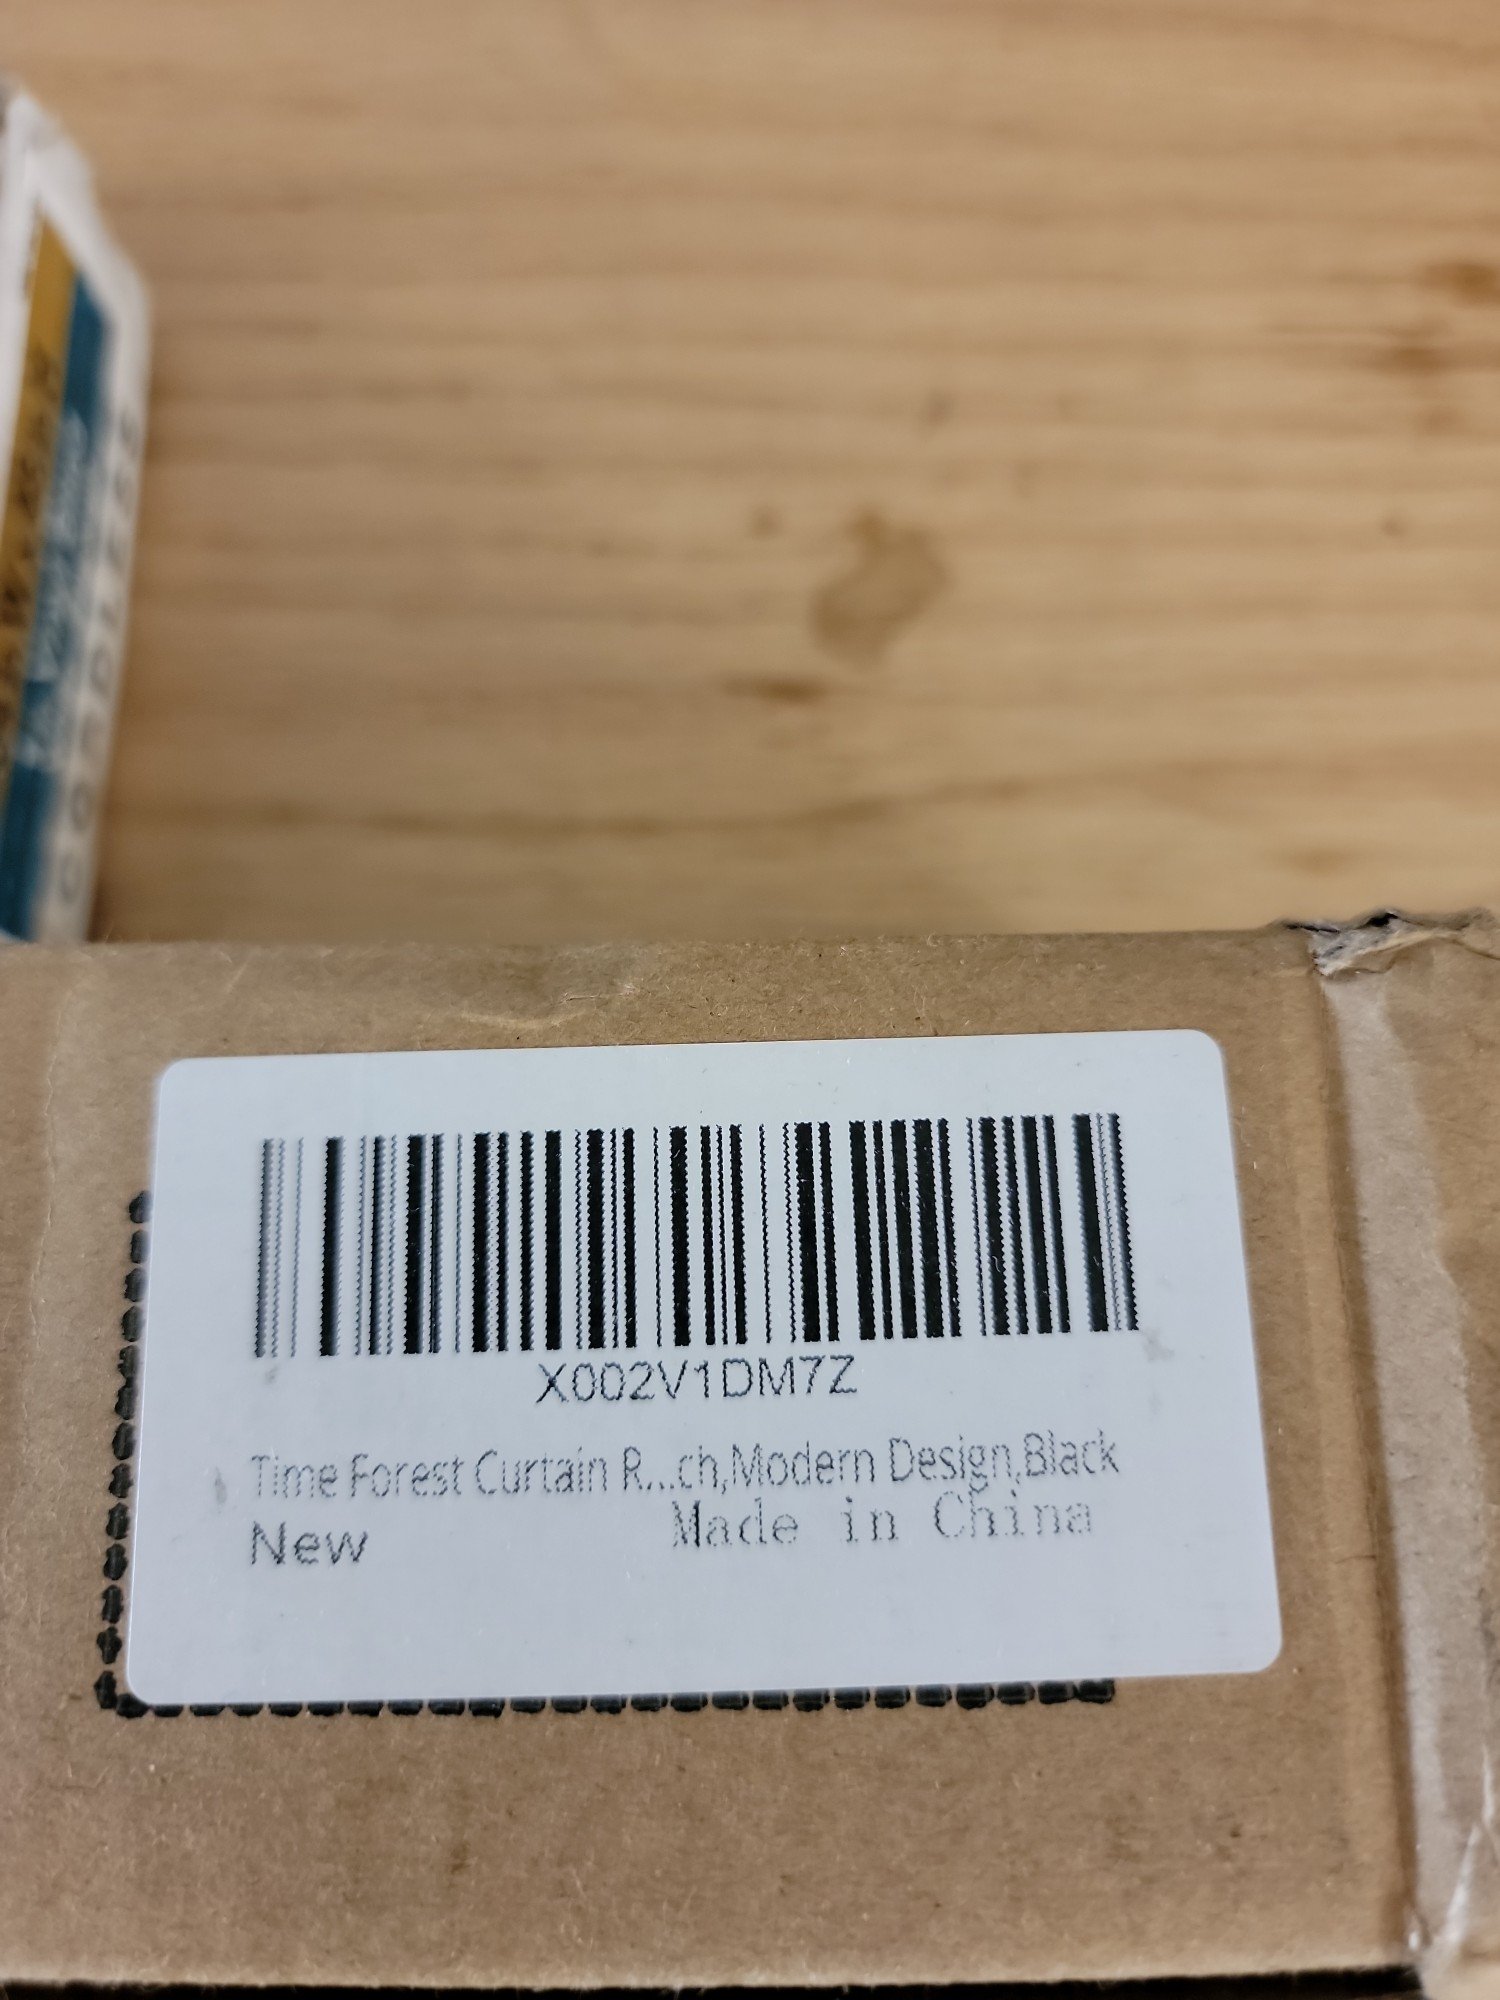 X002V1DM7Z
Time Forest Curtain R...ch,Modern Design,Black
New Made in China